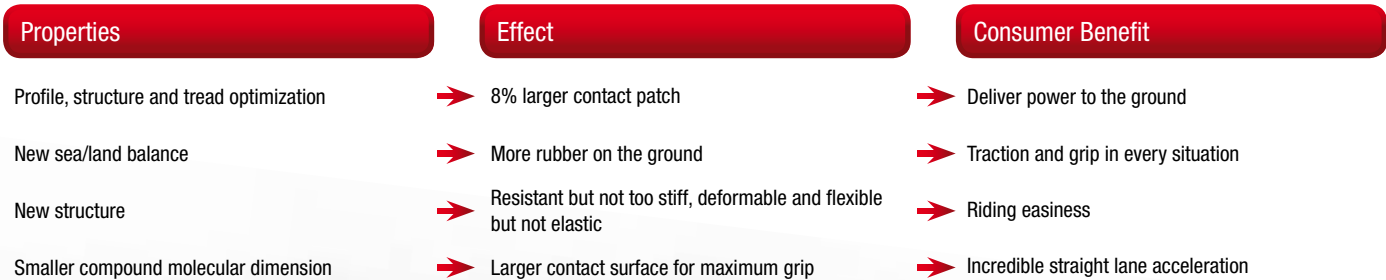 Properties
Effect
Consumer Benefit
Profile, structure and tread optimization
8% larger contact patch
Deliver power to the ground
New sea/land balance
More rubber on the ground
Traction and grip in every situation
New structure
Resistant but not too stiff, deformable and flexible
but not elastic
Riding easiness
Smaller compound molecular dimension
Larger contact surface for maximum grip
Incredible straight lane acceleration